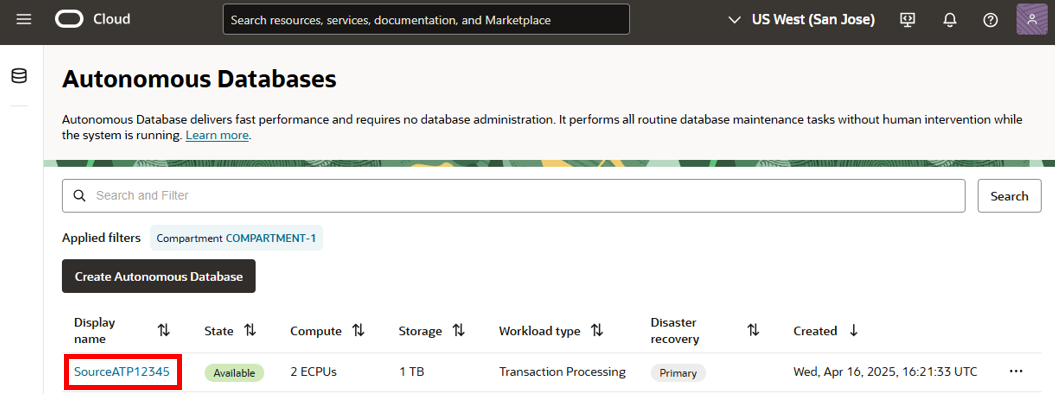 Cloud
Search resources, services, documentation, and Marketplace
US West (San Jose)
Autonomous Databases
Autonomous Database delivers fast performance and requires no database administration. It performs all routine database maintenance tasks without human intervention while
the system is running. Learn more.
Search and Filter
Search
Applied filters
Compartment COMPARTMENT-1
Create Autonomous Database
Display name
State
Compute
Storage
Workload type
Disaster recovery
Created
SourceATP12345
Available
2 ECPUs
1 TB
Transaction Processing
Primary
Wed, Apr 16, 2025, 16:21:33 UTC